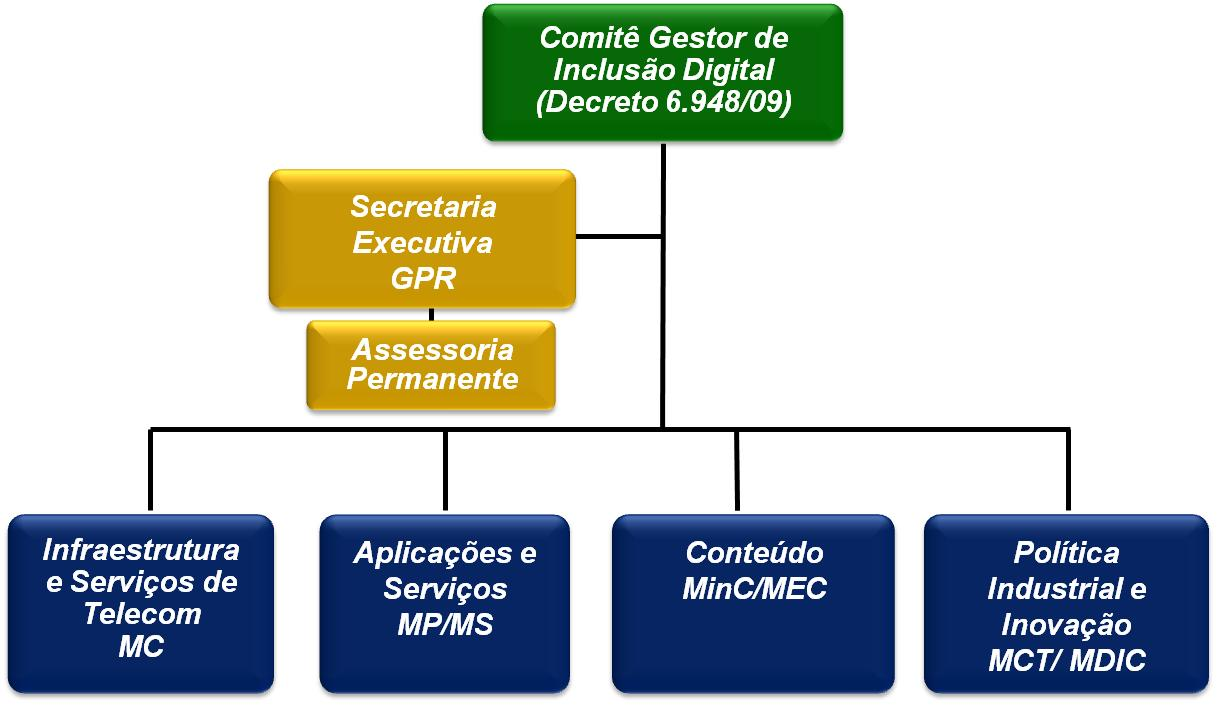 Comitê Gestor de
Inclusão Digital
(Decreto 6.948/09)
Secretaria
Executiva
GPR
Assessoria
Permanente
Infraestrutura
e Serviços de
Telecom
MC
Aplicações e
Serviços
MP/MS
Conteúdo
MinC/MEC
Política
Industrial e
Inovação
MCT/ MDIC